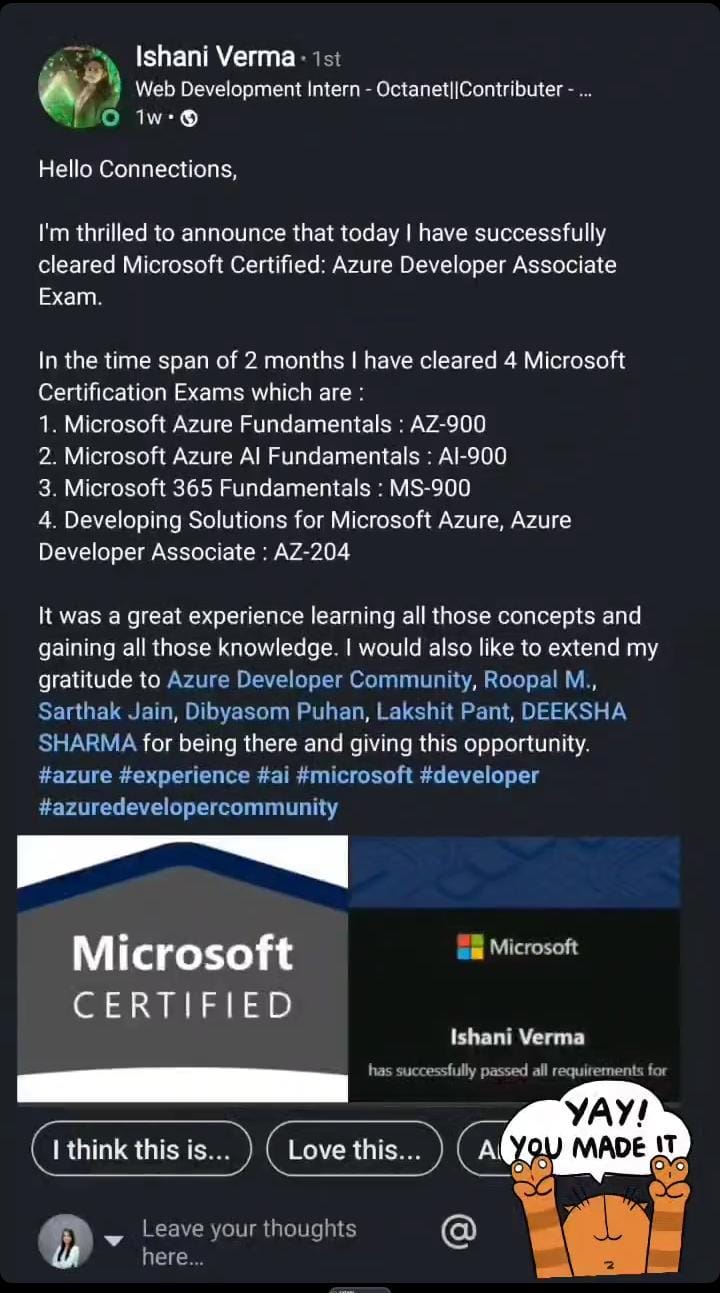 Ishani Verma • 1st
Web Development Intern - Octanet||Contributer - ...
1w •
Hello Connections,
I'm thrilled to announce that today I have successfully
cleared Microsoft Certified: Azure Developer Associate
Exam.
In the time span of 2 months I have cleared 4 Microsoft
Certification Exams which are :
1. Microsoft Azure Fundamentals : AZ-900
2. Microsoft Azure AI Fundamentals : AI-900
3. Microsoft 365 Fundamentals : MS-900
4. Developing Solutions for Microsoft Azure, Azure
Developer Associate : AZ-204
It was a great experience learning all those concepts and
gaining all those knowledge. I would also like to extend my
gratitude to Azure Developer Community, Roopal M.,
Sarthak Jain, Dibyasom Puhan, Lakshit Pant, DEEKSHA
SHARMA for being there and giving this opportunity.
#azure #experience #ai #microsoft #developer
#azuredevelopercommunity
Microsoft
CERTIFIED
Microsoft
Ishani Verma
has successfully passed all requirements for
YAY!
YOU MADE IT
I think this is...
Love this...
Leave your thoughts
here...
@